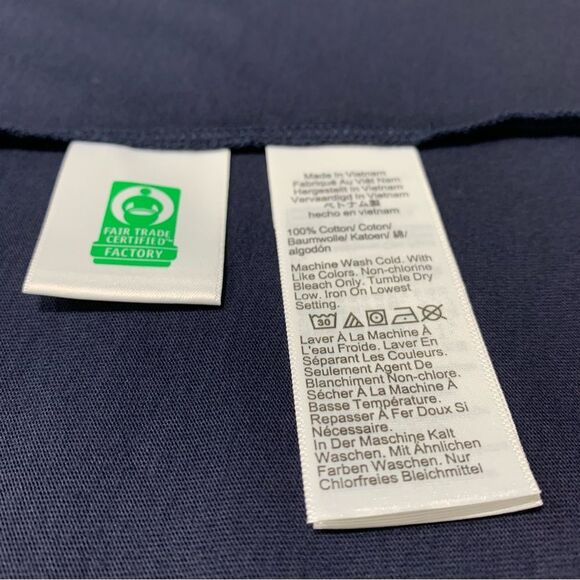 FAIR TRADE
CERTIFIED™
FACTORY
Made In Vietnam
Fabriqué Au Việt Nam
Hergestellt In Vietnam
Vervaardigd In Vietnam
ベトナム製
hecho en vietnam
100% Cotton/ Coton/
Baumwolle/ Katoen/ 綿/
algodón
Machine Wash Cold. With
Like Colors. Non-chlorine
Bleach Only. Tumble Dry
Low. Iron On Lowest
Setting.
30
Laver À La Machine À
L'eau Froide. Laver En
Séparant Les Couleurs.
Seulement Agent De
Blanchiment Non-chlore.
Sécher À La Machine À
Basse Température.
Repasser À Fer Doux Si
Nécessaire.
In Der Maschine Kalt
Waschen. Mit Ähnlichen
Farben Waschen. Nur
Chlorfreies Bleichmittel